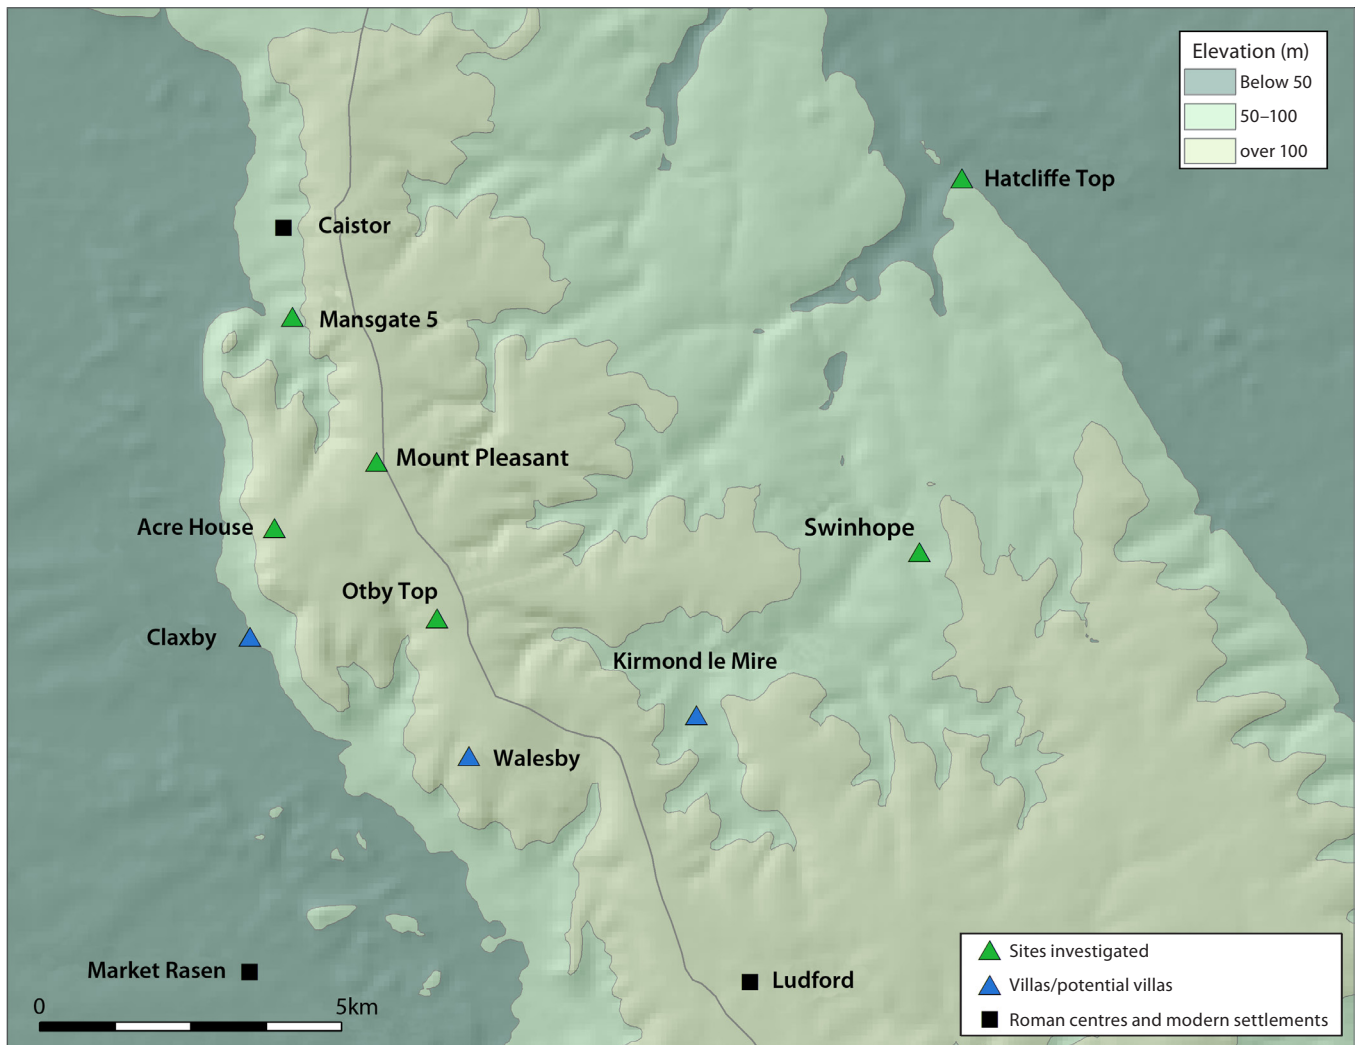 Elevation (m)
Below 50
50–100
over 100
Hatcliffe Top
Caistor
Mansgate 5
Mount Pleasant
Acre House
Swinhope
Otby Top
Claxby
Kirmond le Mire
Walesby
Market Rasen
Ludford
0 5km
Sites investigated
Villas/potential villas
Roman centres and modern settlements